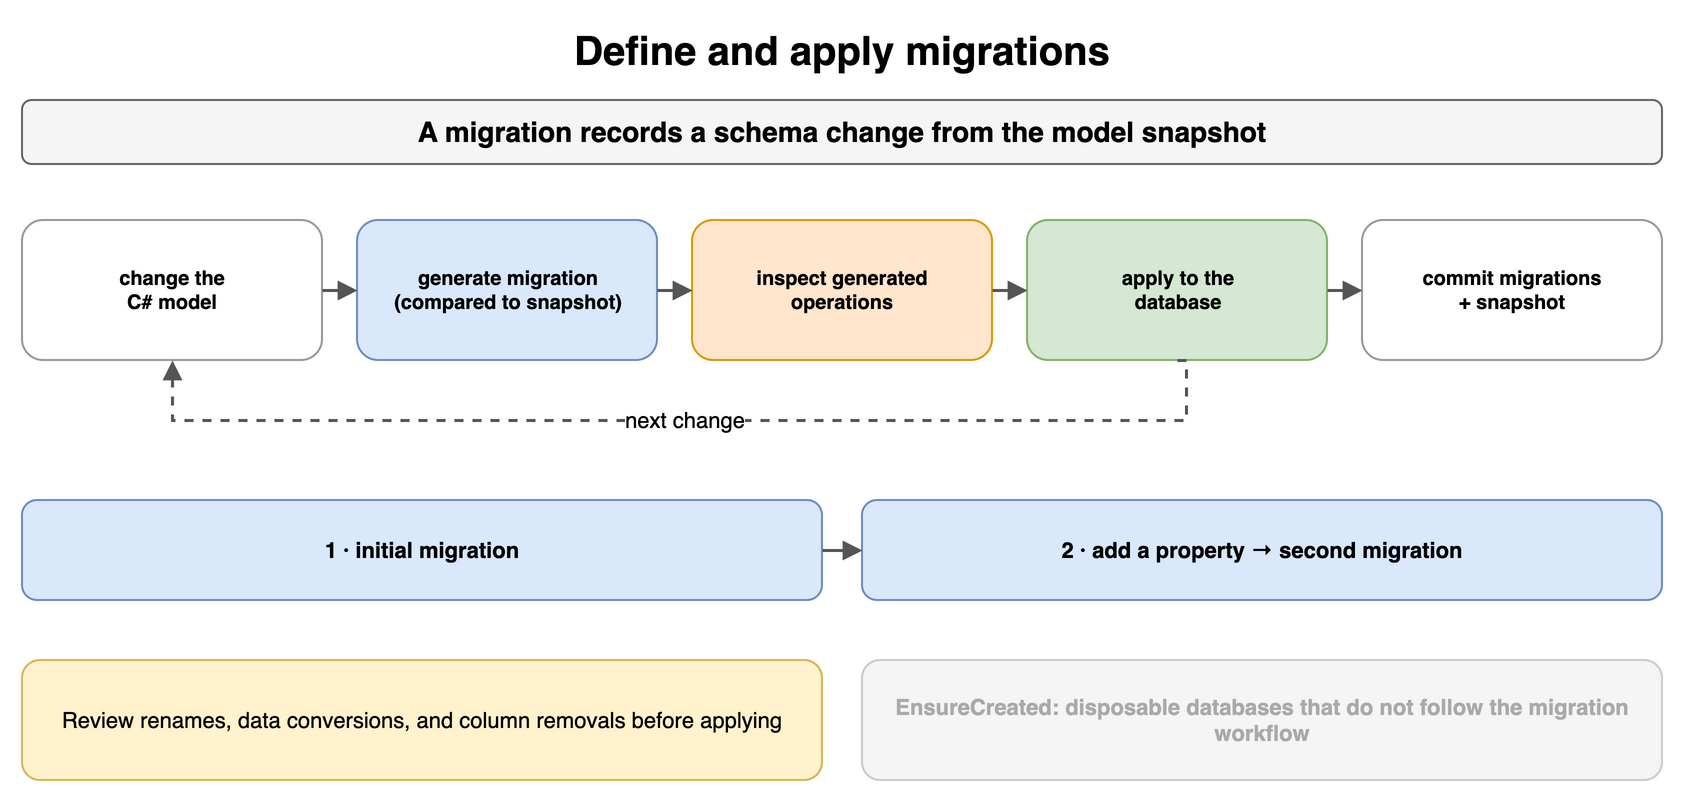 Define and apply migrations
A migration records a schema change from the model snapshot
change the
C# model
generate migration
(compared to snapshot)
inspect generated
operations
apply to the
database
commit migrations
+ snapshot
next change
1 · initial migration
2 · add a property → second migration
Review renames, data conversions, and column removals before applying
EnsureCreated: disposable databases that do not follow the migration
workflow